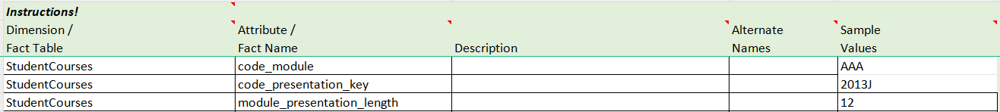 Instructions!
Dimension / Attribute / Alternate Sample
Fact Table Fact Name Description Names Values
StudentCourses code_module AAA
StudentCourses code_presentation_key 2013J
StudentCourses module_presentation_length 12